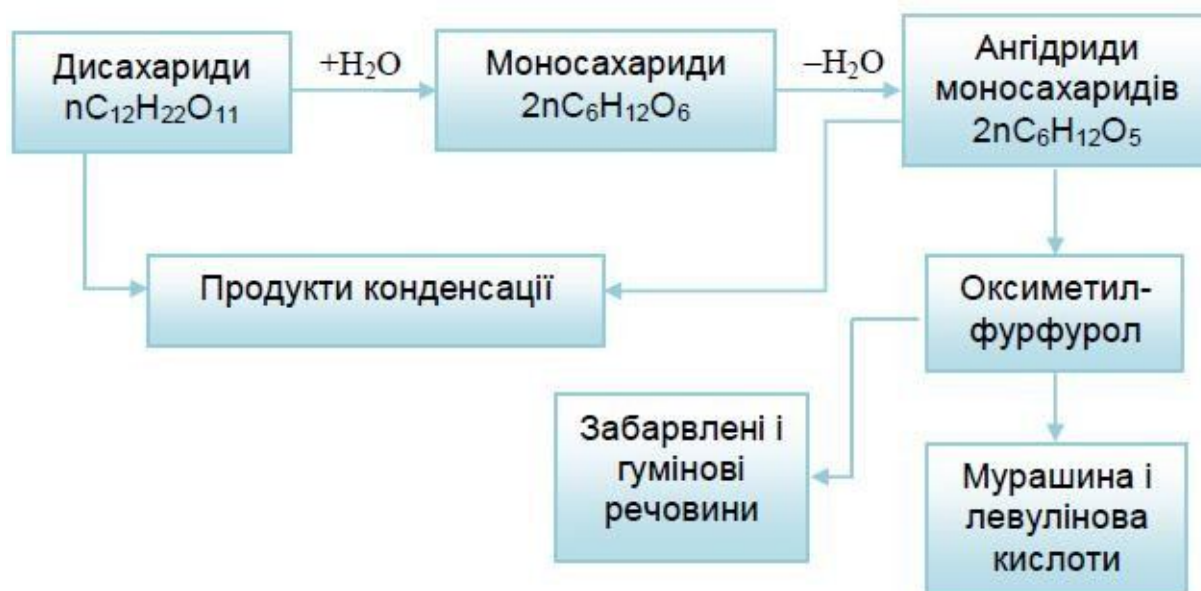 Дисахариди
nC₁₂H₂₂O₁₁
+H₂O
Моносахариди
2nC₆H₁₂O₆
–H₂O
Ангідриди
моносахаридів
2nC₆H₁₂O₅
Продукти конденсації
Оксиметил-
фурфурол
Забарвлені і
гумінові
речовини
Мурашина і
левулінова
кислоти